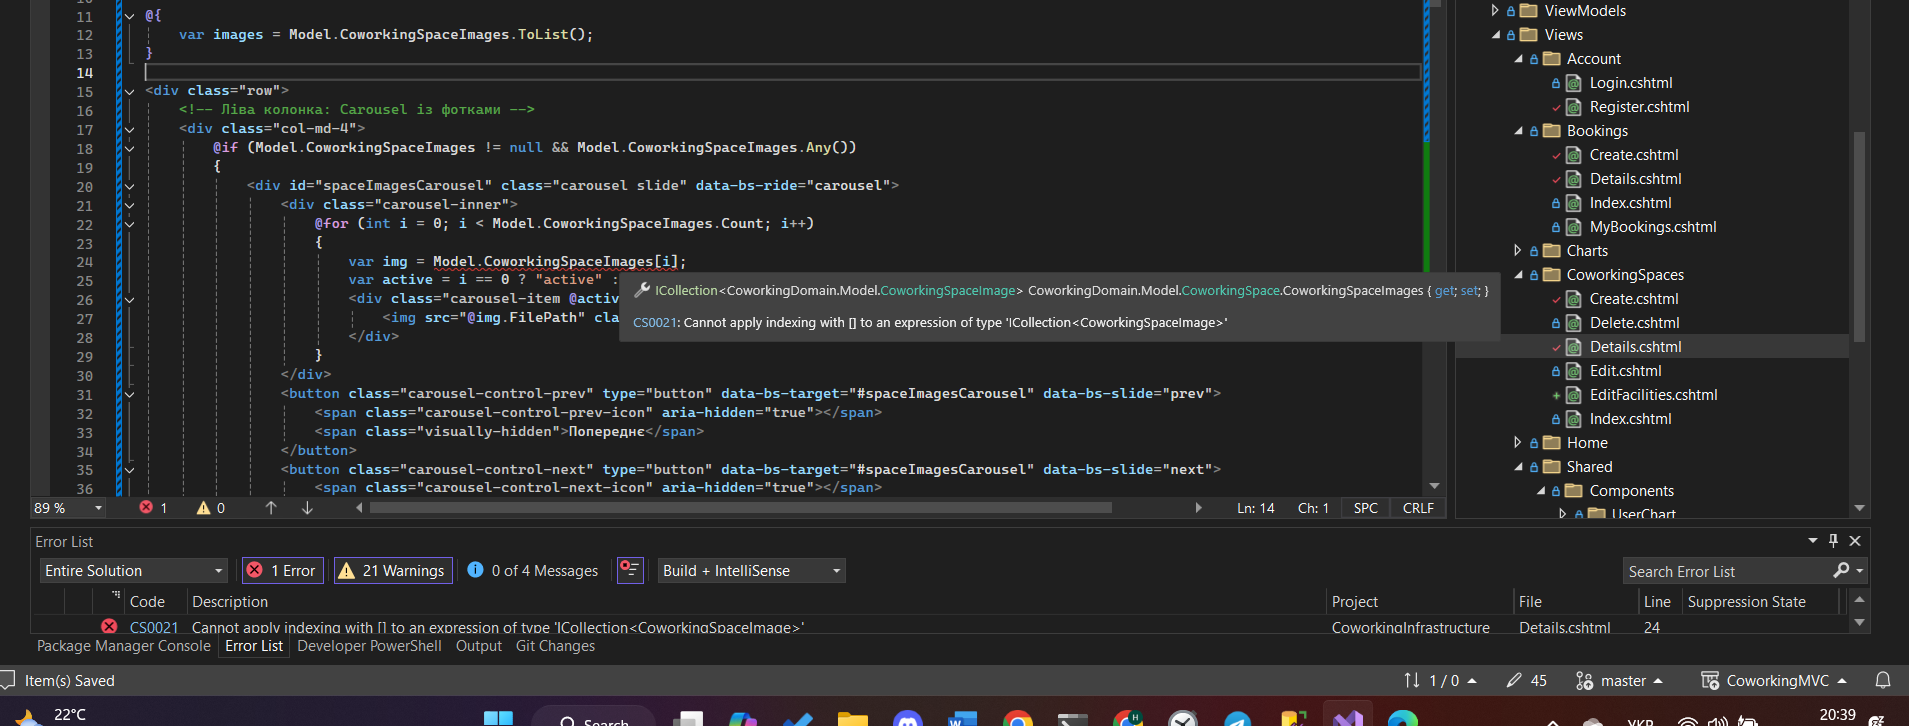 11 @{
12 var images = Model.CoworkingSpaceImages.ToList();
13 }
14
15 <div class="row">
16 <!-- Ліва колонка: Carousel із фотками -->
17 <div class="col-md-4">
18 @if (Model.CoworkingSpaceImages != null && Model.CoworkingSpaceImages.Any())
19 {
20 <div id="spaceImagesCarousel" class="carousel slide" data-bs-ride="carousel">
21 <div class="carousel-inner">
22 @for (int i = 0; i < Model.CoworkingSpaceImages.Count; i++)
23 {
24 var img = Model.CoworkingSpaceImages[i];
25 var active = i == 0 ? "active" :
26 <div class="carousel-item @activ
27 <img src="@img.FilePath" cla
28 </div>
29 }
30 </div>
31 <button class="carousel-control-prev" type="button" data-bs-target="#spaceImagesCarousel" data-bs-slide="prev">
32 <span class="carousel-control-prev-icon" aria-hidden="true"></span>
33 <span class="visually-hidden">Попереднє</span>
34 </button>
35 <button class="carousel-control-next" type="button" data-bs-target="#spaceImagesCarousel" data-bs-slide="next">
36 <span class="carousel-control-next-icon" aria-hidden="true"></span>
ICollection<CoworkingDomain.Model.CoworkingSpaceImage> CoworkingDomain.Model.CoworkingSpace.CoworkingSpaceImages { get; set; }
CS0021: Cannot apply indexing with [] to an expression of type 'ICollection<CoworkingSpaceImage>'
89 % 1 0 Ln: 14 Ch: 1 SPC CRLF
ViewModels
Views
Account
Login.cshtml
Register.cshtml
Bookings
Create.cshtml
Details.cshtml
Index.cshtml
MyBookings.cshtml
Charts
CoworkingSpaces
Create.cshtml
Delete.cshtml
Details.cshtml
Edit.cshtml
EditFacilities.cshtml
Index.cshtml
Home
Shared
Components
UserChart
Error List
Entire Solution 1 Error 21 Warnings 0 of 4 Messages Build + IntelliSense Search Error List
Code Description Project File Line Suppression State
CS0021 Cannot apply indexing with [] to an expression of type 'ICollection<CoworkingSpaceImage>' CoworkingInfrastructure Details.cshtml 24
Package Manager Console Error List Developer PowerShell Output Git Changes
Item(s) Saved 1 / 0 45 master CoworkingMVC
22°C Search УКР 20:39